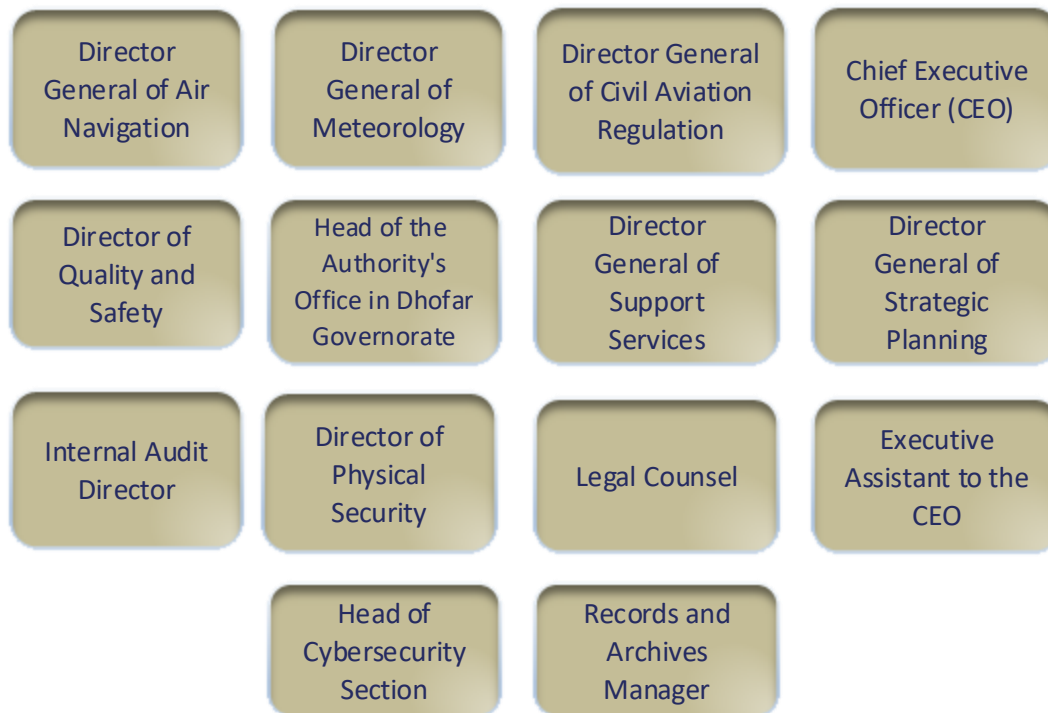 Director
General of Air
Navigation
Director
General of
Meteorology
Director General
of Civil Aviation
Regulation
Chief Executive
Officer (CEO)
Director of
Quality and
Safety
Head of the
Authority's
Office in Dhofar
Governorate
Director
General of
Support
Services
Director
General of
Strategic
Planning
Internal Audit
Director
Director of
Physical
Security
Legal Counsel
Executive
Assistant to the
CEO
Head of
Cybersecurity
Section
Records and
Archives
Manager